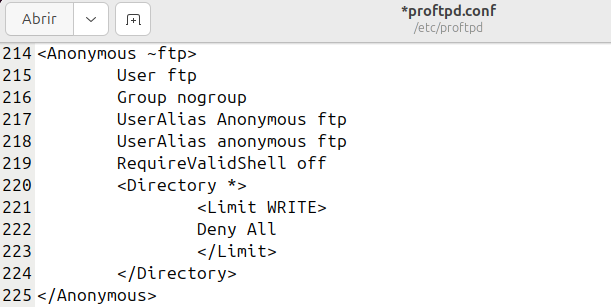 Abrir
*proftpd.conf
/etc/proftpd
214 <Anonymous ~ftp>
215 User ftp
216 Group nogroup
217 UserAlias Anonymous ftp
218 UserAlias anonymous ftp
219 RequireValidShell off
220 <Directory *>
221 <Limit WRITE>
222 Deny All
223 </Limit>
224 </Directory>
225 </Anonymous>